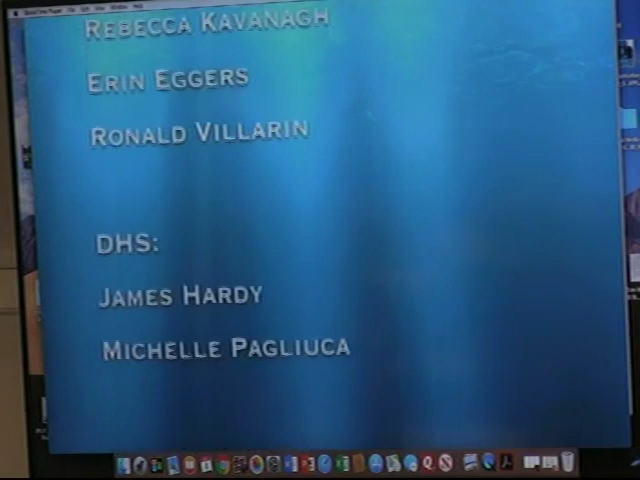 Rebecca Kavanagh
Erin Eggers
Ronald Villarin
DHS:
James Hardy
Michelle Pagliuca